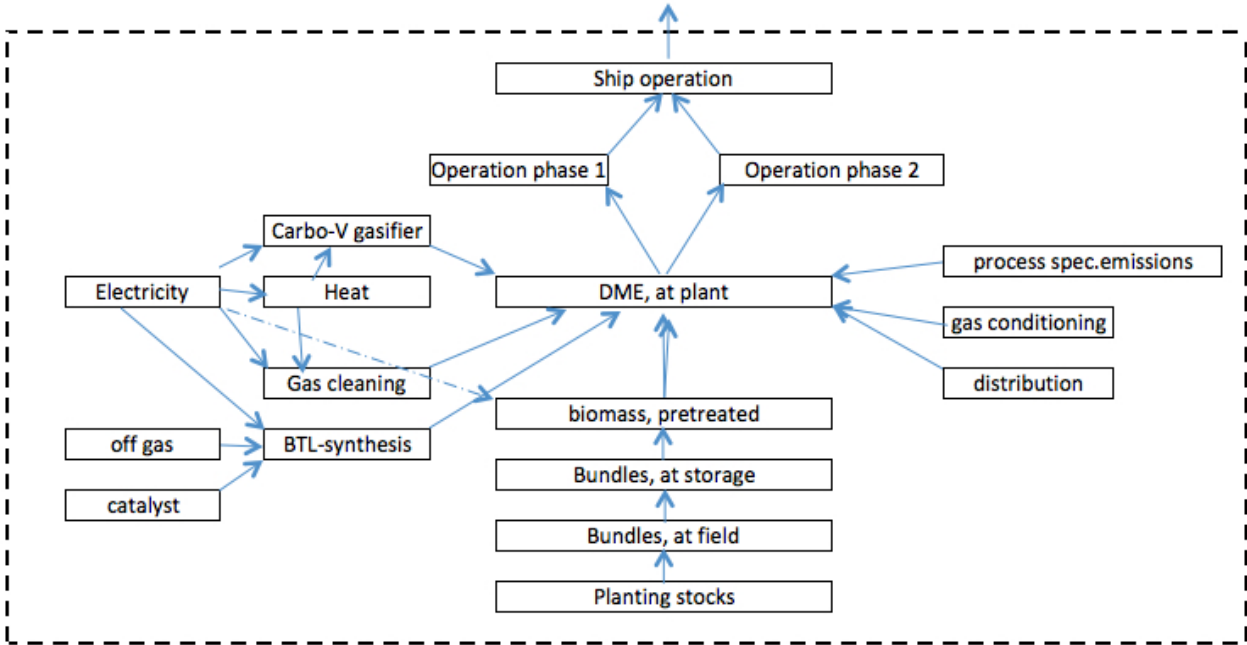 Ship operation
Operation phase 1
Operation phase 2
Carbo-V gasifier
process spec.emissions
Electricity
Heat
DME, at plant
gas conditioning
Gas cleaning
distribution
biomass, pretreated
off gas
BTL-synthesis
Bundles, at storage
catalyst
Bundles, at field
Planting stocks